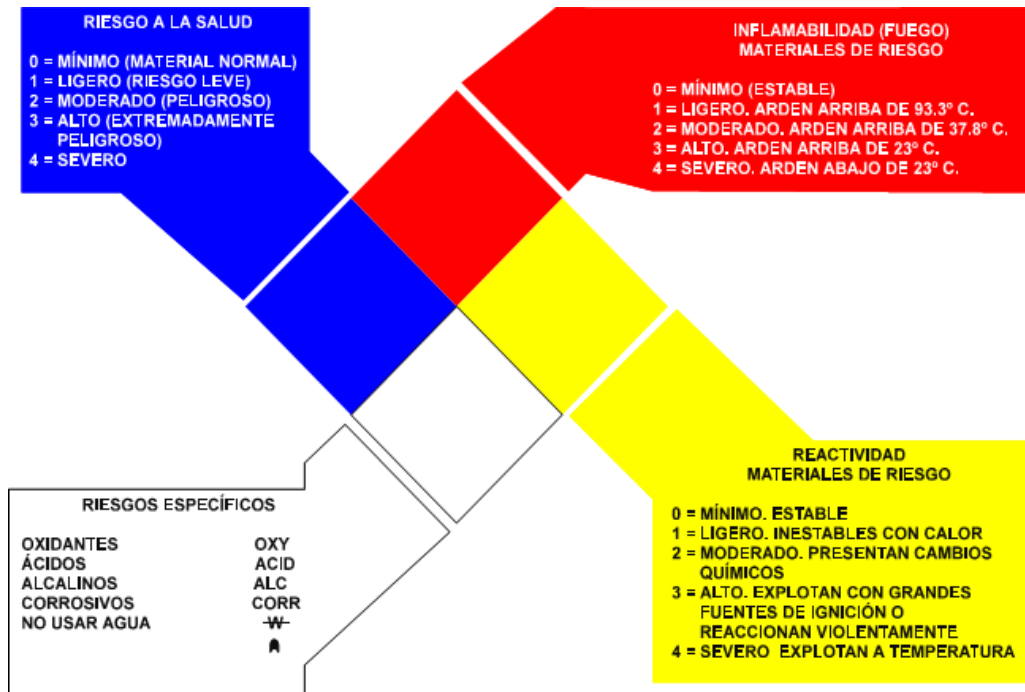 RIESGO A LA SALUD
0 = MÍNIMO (MATERIAL NORMAL)
1 = LIGERO (RIESGO LEVE)
2 = MODERADO (PELIGROSO)
3 = ALTO (EXTREMADAMENTE
PELIGROSO)
4 = SEVERO
INFLAMABILIDAD (FUEGO)
MATERIALES DE RIESGO
0 = MÍNIMO (ESTABLE)
1 = LIGERO. ARDEN ARRIBA DE 93.3º C.
2 = MODERADO. ARDEN ARRIBA DE 37.8º C.
3 = ALTO. ARDEN ARRIBA DE 23º C.
4 = SEVERO. ARDEN ABAJO DE 23º C.
RIESGOS ESPECÍFICOS
OXIDANTES OXY
ÁCIDOS ACID
ALCALINOS ALC
CORROSIVOS CORR
NO USAR AGUA W
REACTIVIDAD
MATERIALES DE RIESGO
0 = MÍNIMO. ESTABLE
1 = LIGERO. INESTABLES CON CALOR
2 = MODERADO. PRESENTAN CAMBIOS
QUÍMICOS
3 = ALTO. EXPLOTAN CON GRANDES
FUENTES DE IGNICIÓN O
REACCIONAN VIOLENTAMENTE
4 = SEVERO EXPLOTAN A TEMPERATURA